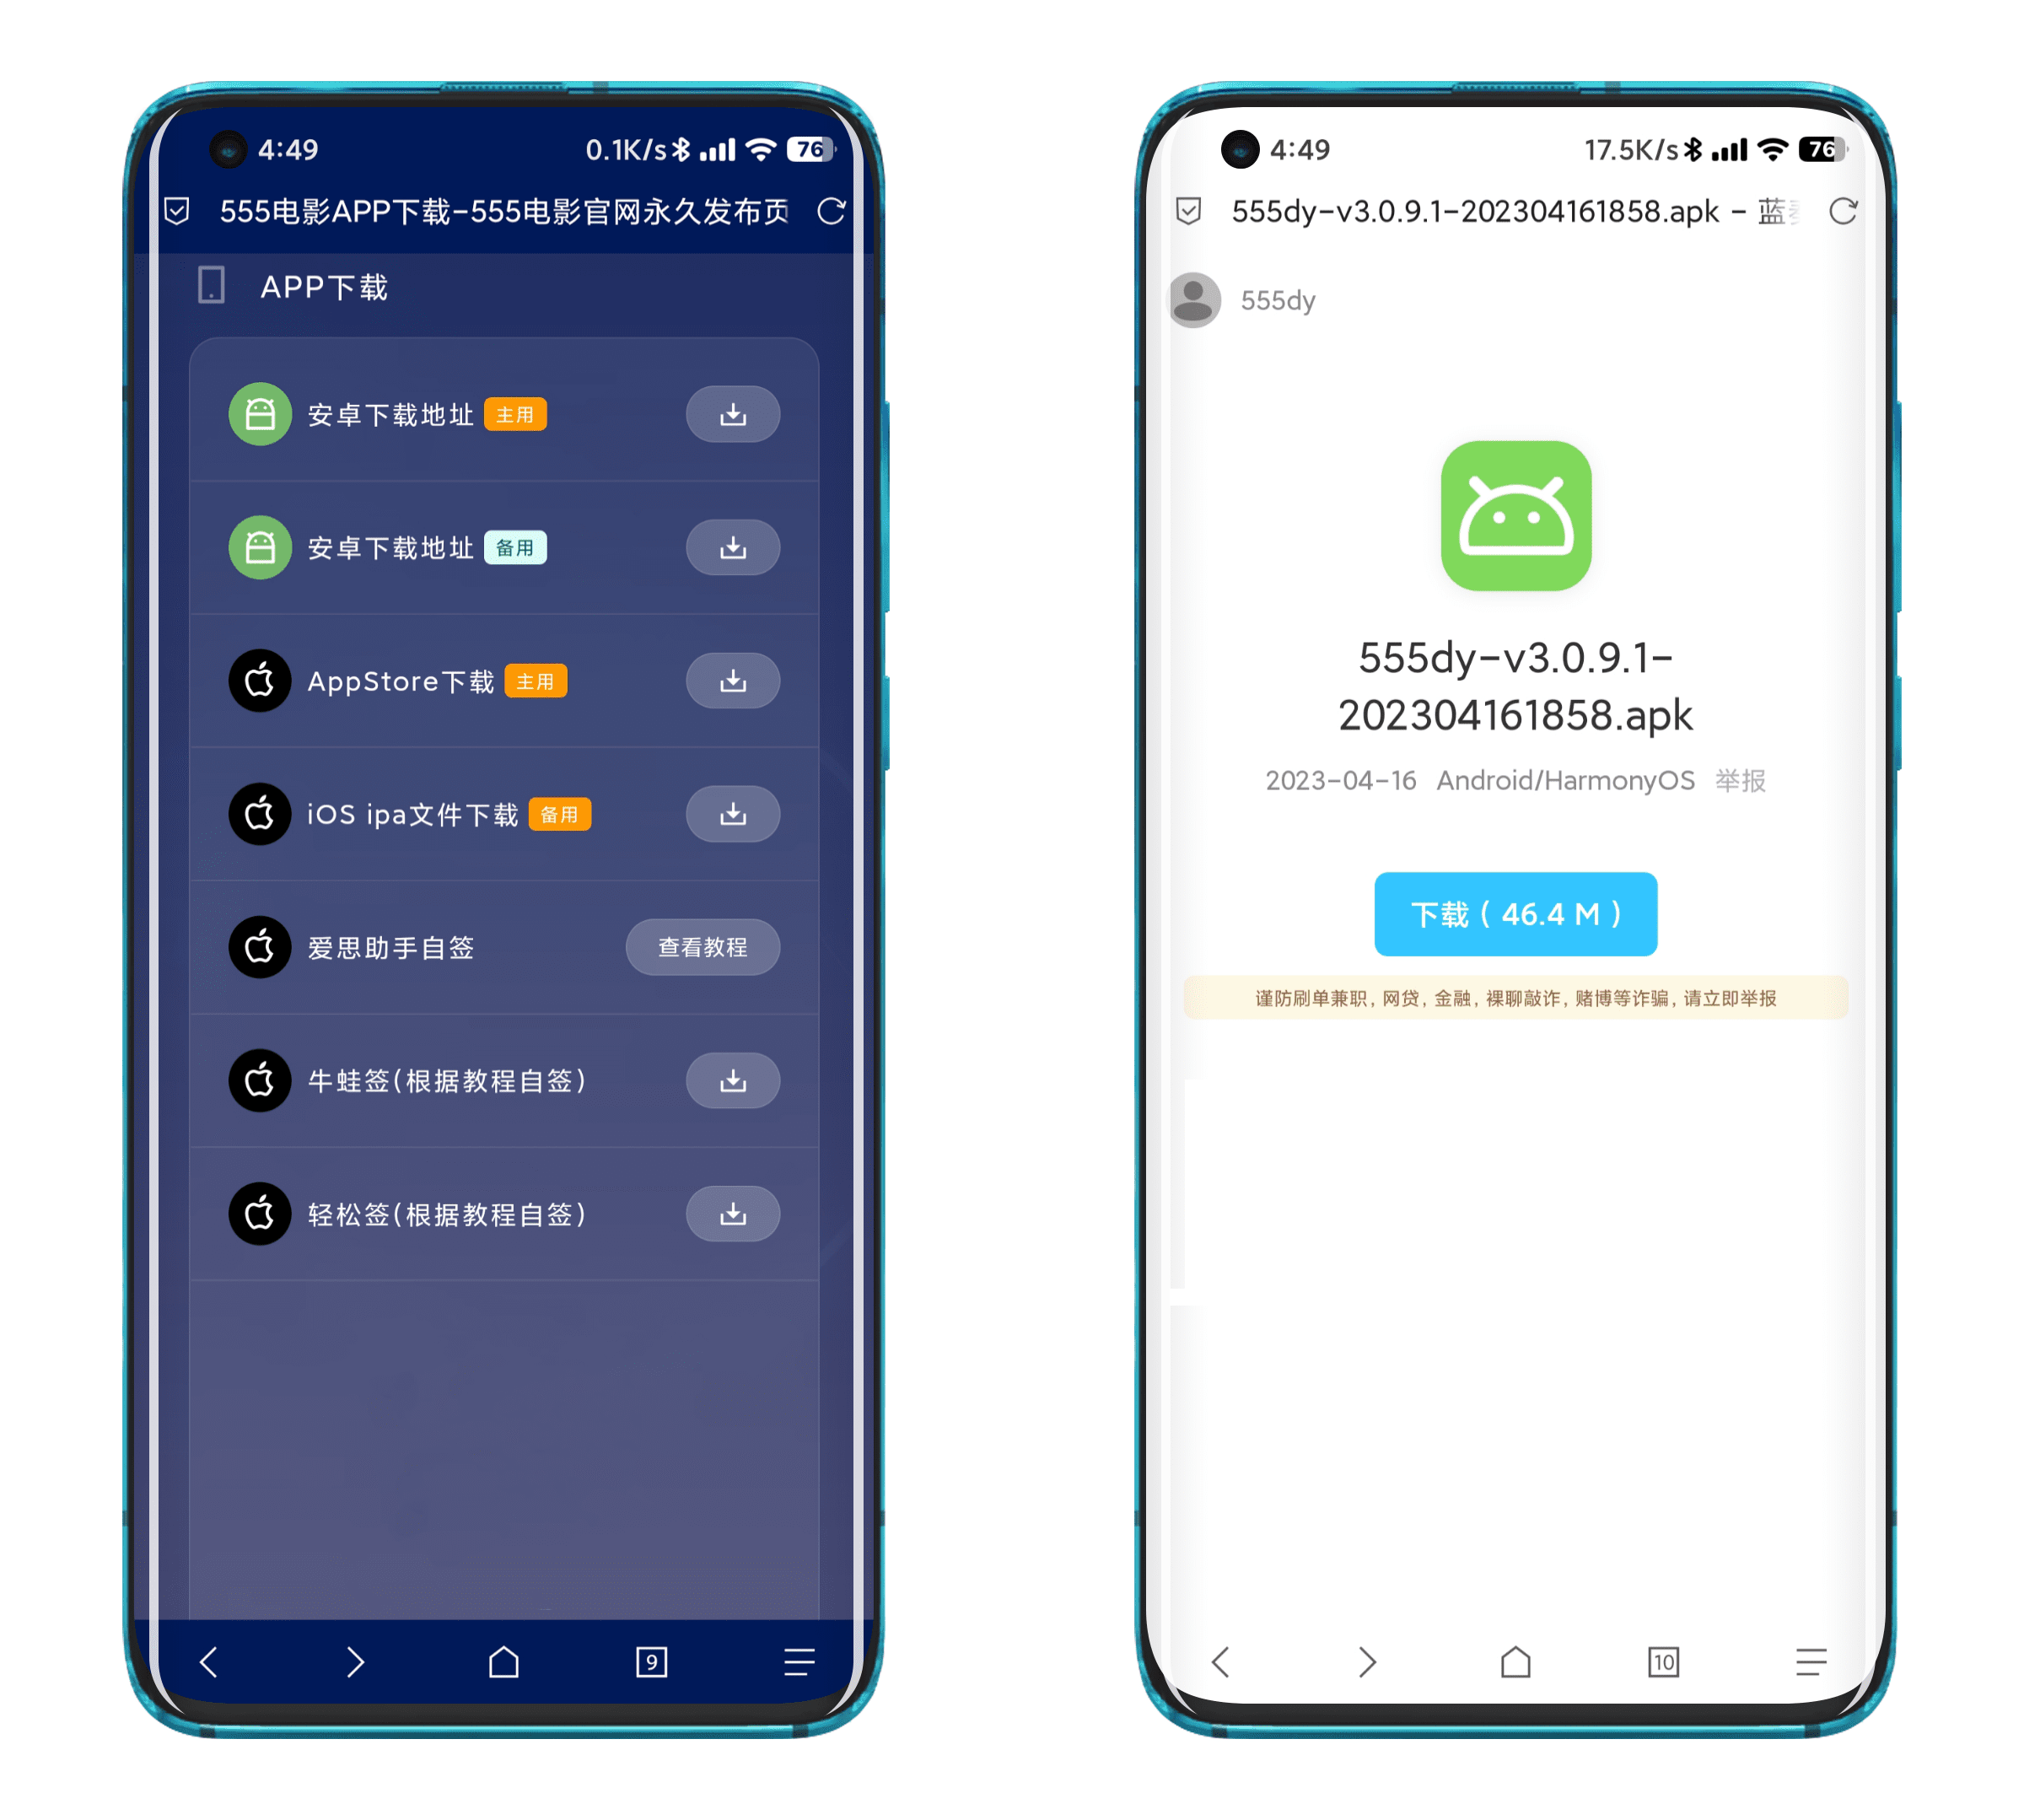 4:49
0.1K/s
76
555电影APP下载-555电影官网永久发布页
APP下载
安卓下载地址 主用
安卓下载地址 备用
AppStore下载 主用
iOS ipa文件下载 备用
爱思助手自签 查看教程
牛蛙签(根据教程自签)
轻松签(根据教程自签)
9
4:49
17.5K/s
76
555dy-v3.0.9.1-202304161858.apk - 蓝
555dy
555dy-v3.0.9.1-
202304161858.apk
2023-04-16 Android/HarmonyOS 举报
下载 ( 46.4 M )
谨防刷单兼职, 网贷, 金融, 裸聊敲诈, 赌博等诈骗, 请立即举报
10